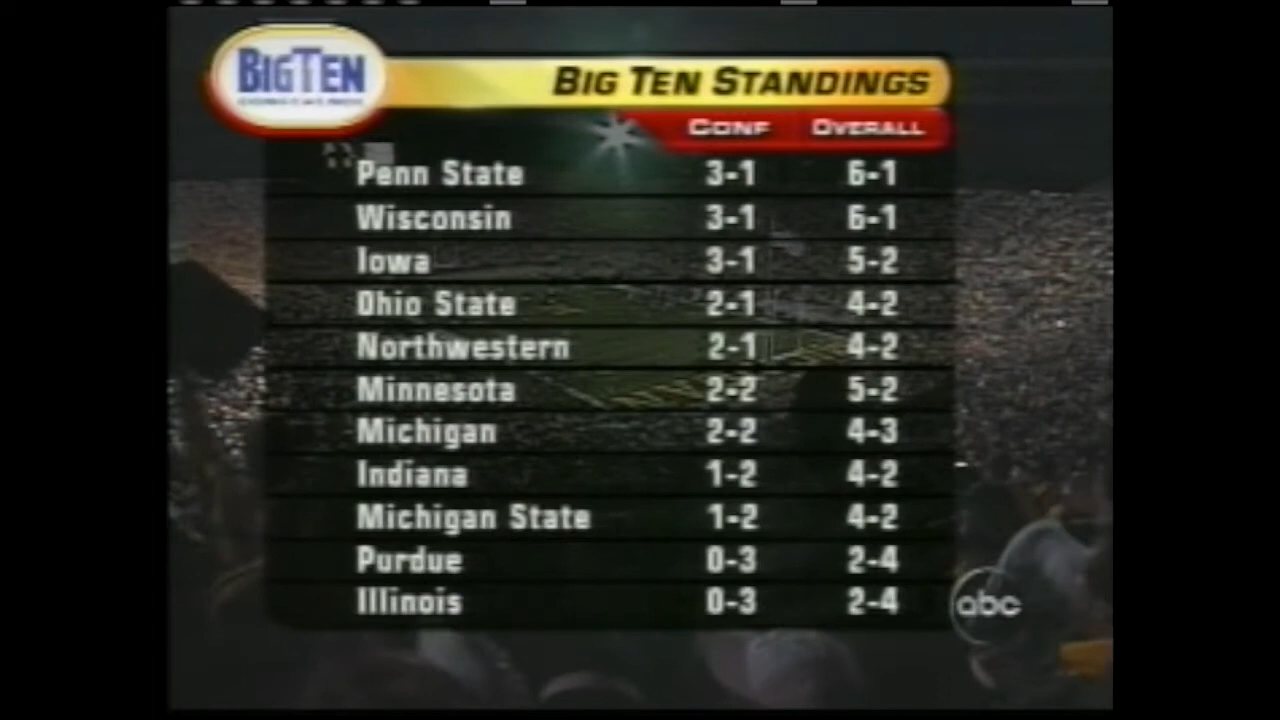 BIGTEN
BIG TEN STANDINGS
CONF OVERALL
Penn State 3-1 6-1
Wisconsin 3-1 6-1
Iowa 3-1 5-2
Ohio State 2-1 4-2
Northwestern 2-1 4-2
Minnesota 2-2 5-2
Michigan 2-2 4-3
Indiana 1-2 4-2
Michigan State 1-2 4-2
Purdue 0-3 2-4
Illinois 0-3 2-4
abc